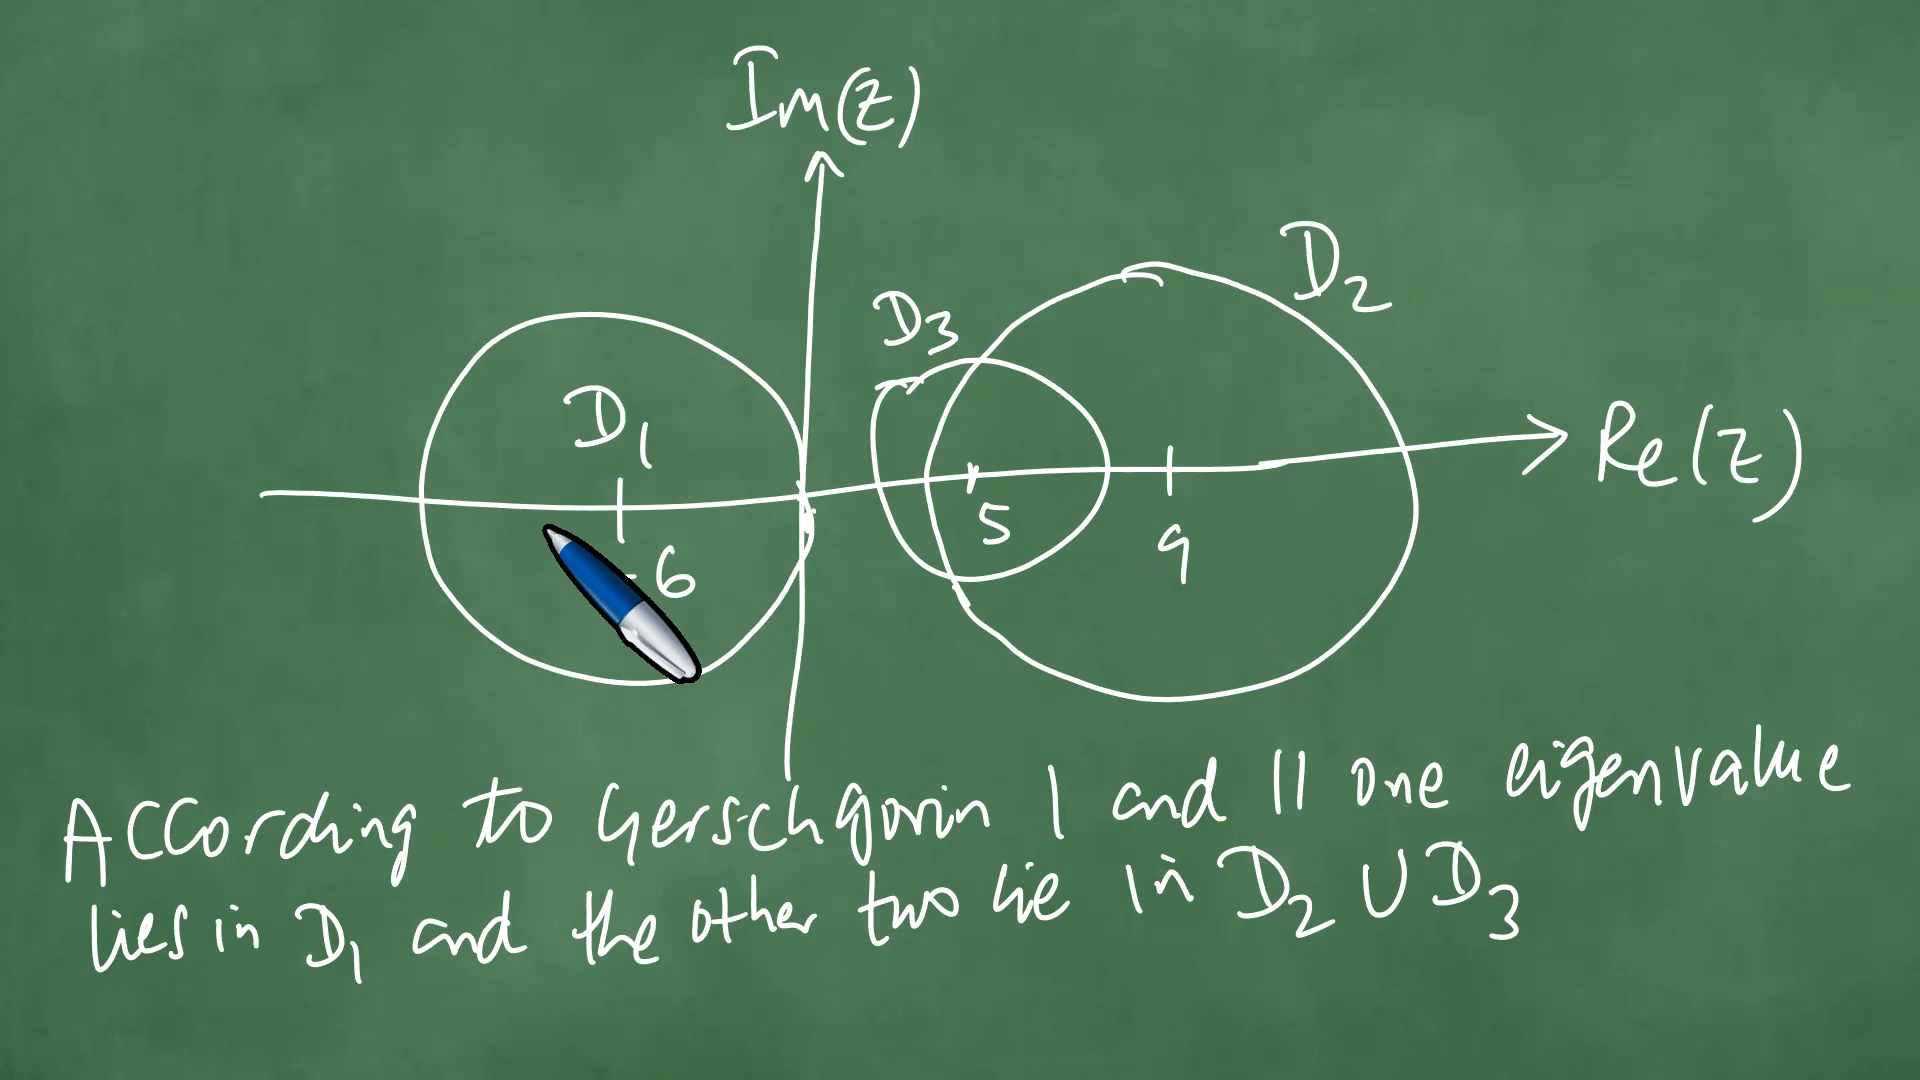 Im(z)
D2
D3
D1
Re(z)
5
9
-6
According to Gerschgorin I and II one eigenvalue
lies in D1 and the other two lie in D2 ∪ D3